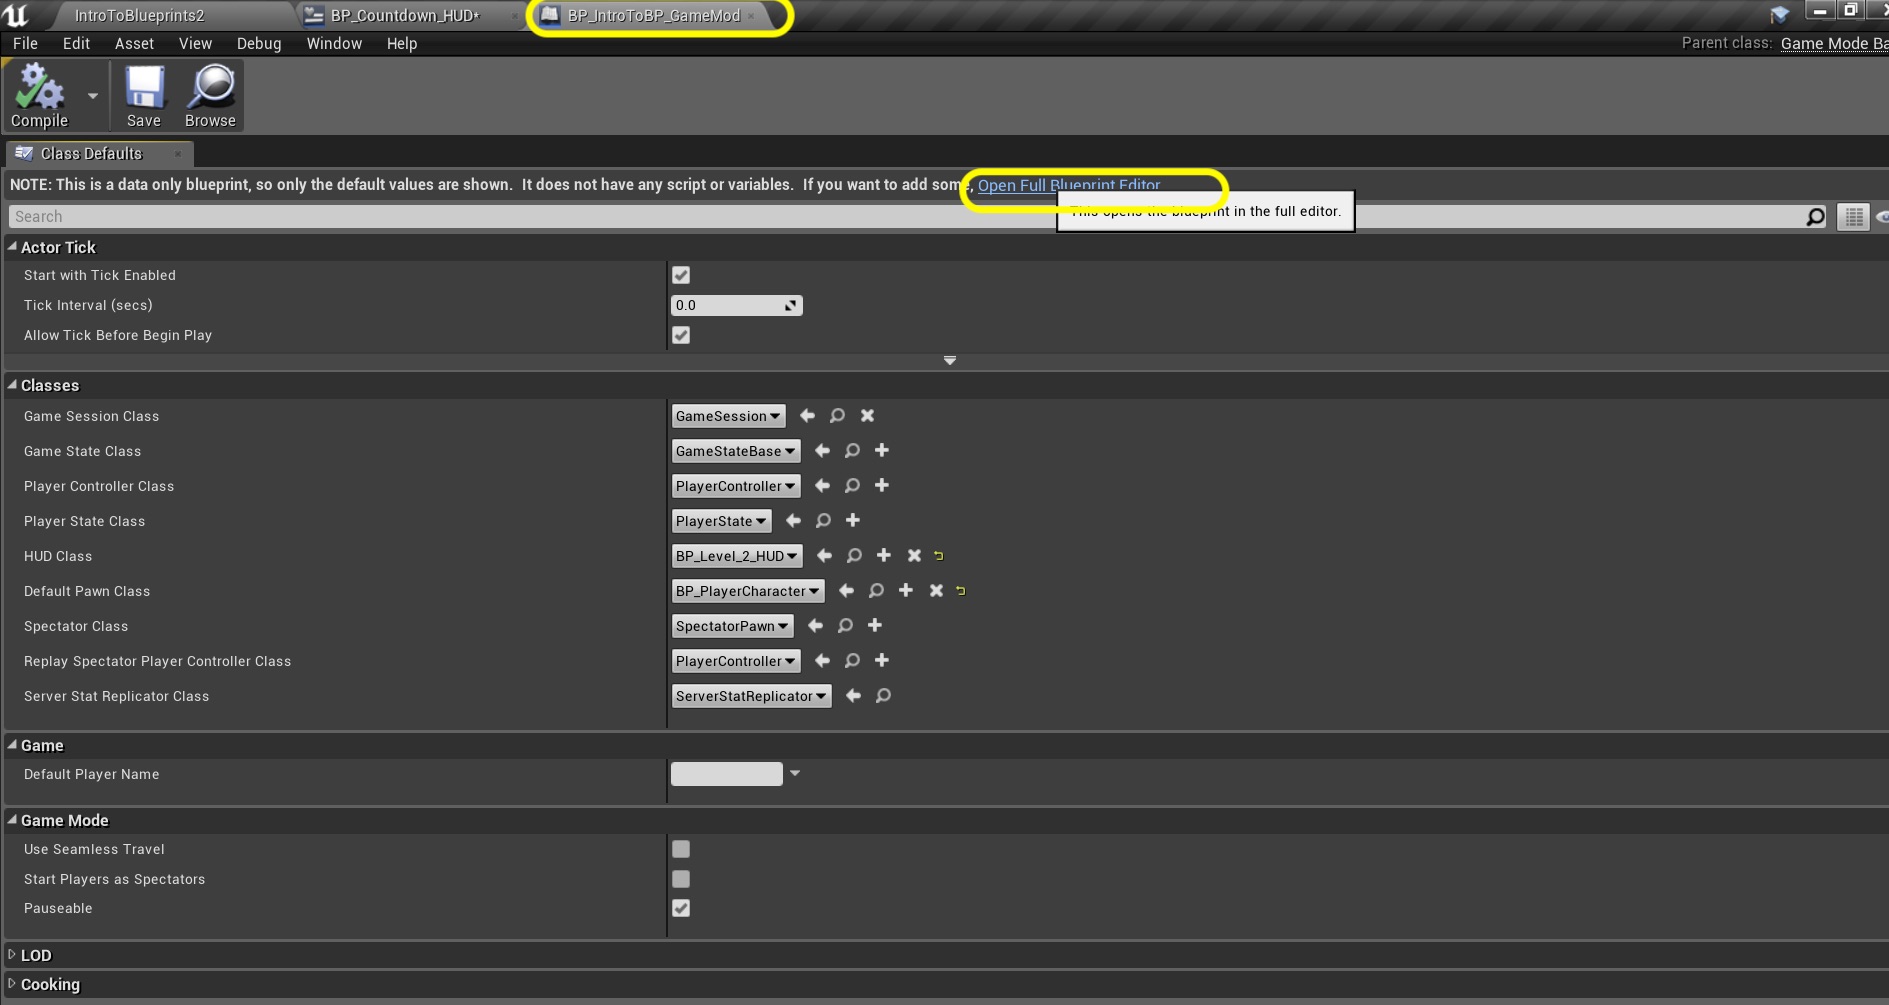 IntroToBlueprints2 BP_Countdown_HUD* BP_IntroToBP_GameMod
File Edit Asset View Debug Window Help Parent class: Game Mode Ba
Compile Save Browse
Class Defaults
NOTE: This is a data only blueprint, so only the default values are shown. It does not have any script or variables. If you want to add some, Open Full Blueprint Editor
Search
This opens the blueprint in the full editor.
Actor Tick
Start with Tick Enabled
Tick Interval (secs) 0.0
Allow Tick Before Begin Play
Classes
Game Session Class GameSession
Game State Class GameStateBase
Player Controller Class PlayerController
Player State Class PlayerState
HUD Class BP_Level_2_HUD
Default Pawn Class BP_PlayerCharacter
Spectator Class SpectatorPawn
Replay Spectator Player Controller Class PlayerController
Server Stat Replicator Class ServerStatReplicator
Game
Default Player Name
Game Mode
Use Seamless Travel
Start Players as Spectators
Pauseable
LOD
Cooking